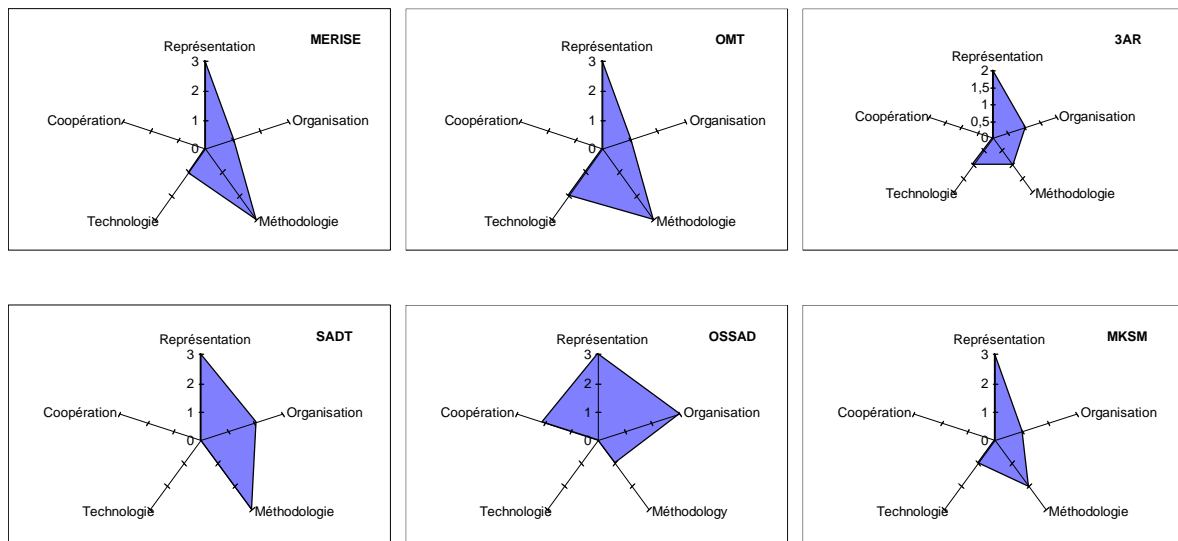 MERISE
Représentation
3
2
1
0
Coopération
Organisation
Technologie
Méthodologie
OMT
Représentation
3
2
1
0
Coopération
Organisation
Technologie
Méthodologie
3AR
Représentation
2
1,5
1
0,5
0
Coopération
Organisation
Technologie
Méthodologie
SADT
Représentation
3
2
1
0
Coopération
Organisation
Technologie
Méthodologie
OSSAD
Représentation
3
2
1
0
Coopération
Organisation
Technologie
Méthodology
MKSM
Représentation
3
2
1
0
Coopération
Organisation
Technologie
Méthodologie